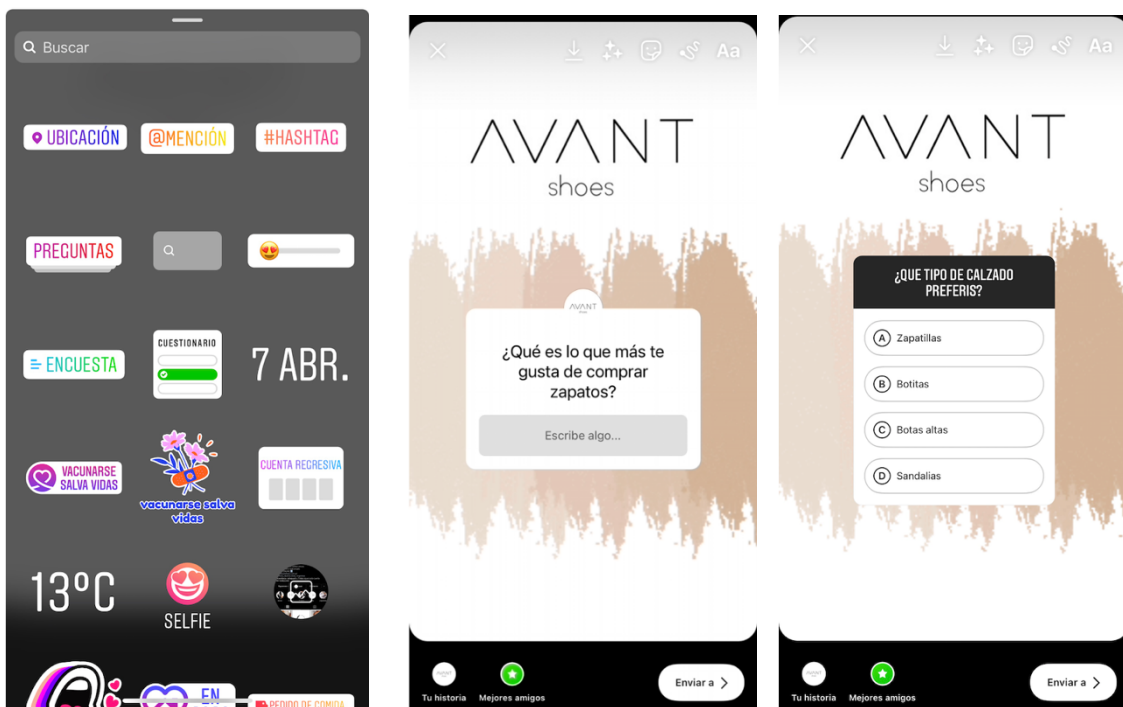 Buscar
UBICACIÓN
@MENCIÓN
#HASHTAG
PREGUNTAS
ENCUESTA
CUESTIONARIO
7 ABR.
VACUNARSE
SALVA VIDAS
vacunarse salva
vidas
CUENTA REGRESIVA
13°C
SELFIE
EN
PEDIDO DE COMIDA
Aa
AVANT
shoes
AVANT
¿Qué es lo que más te
gusta de comprar
zapatos?
Escribe algo...
Tu historia
Mejores amigos
Enviar a
Aa
AVANT
shoes
¿QUE TIPO DE CALZADO
PREFERIS?
A Zapatillas
B Botitas
C Botas altas
D Sandalias
Tu historia
Mejores amigos
Enviar a